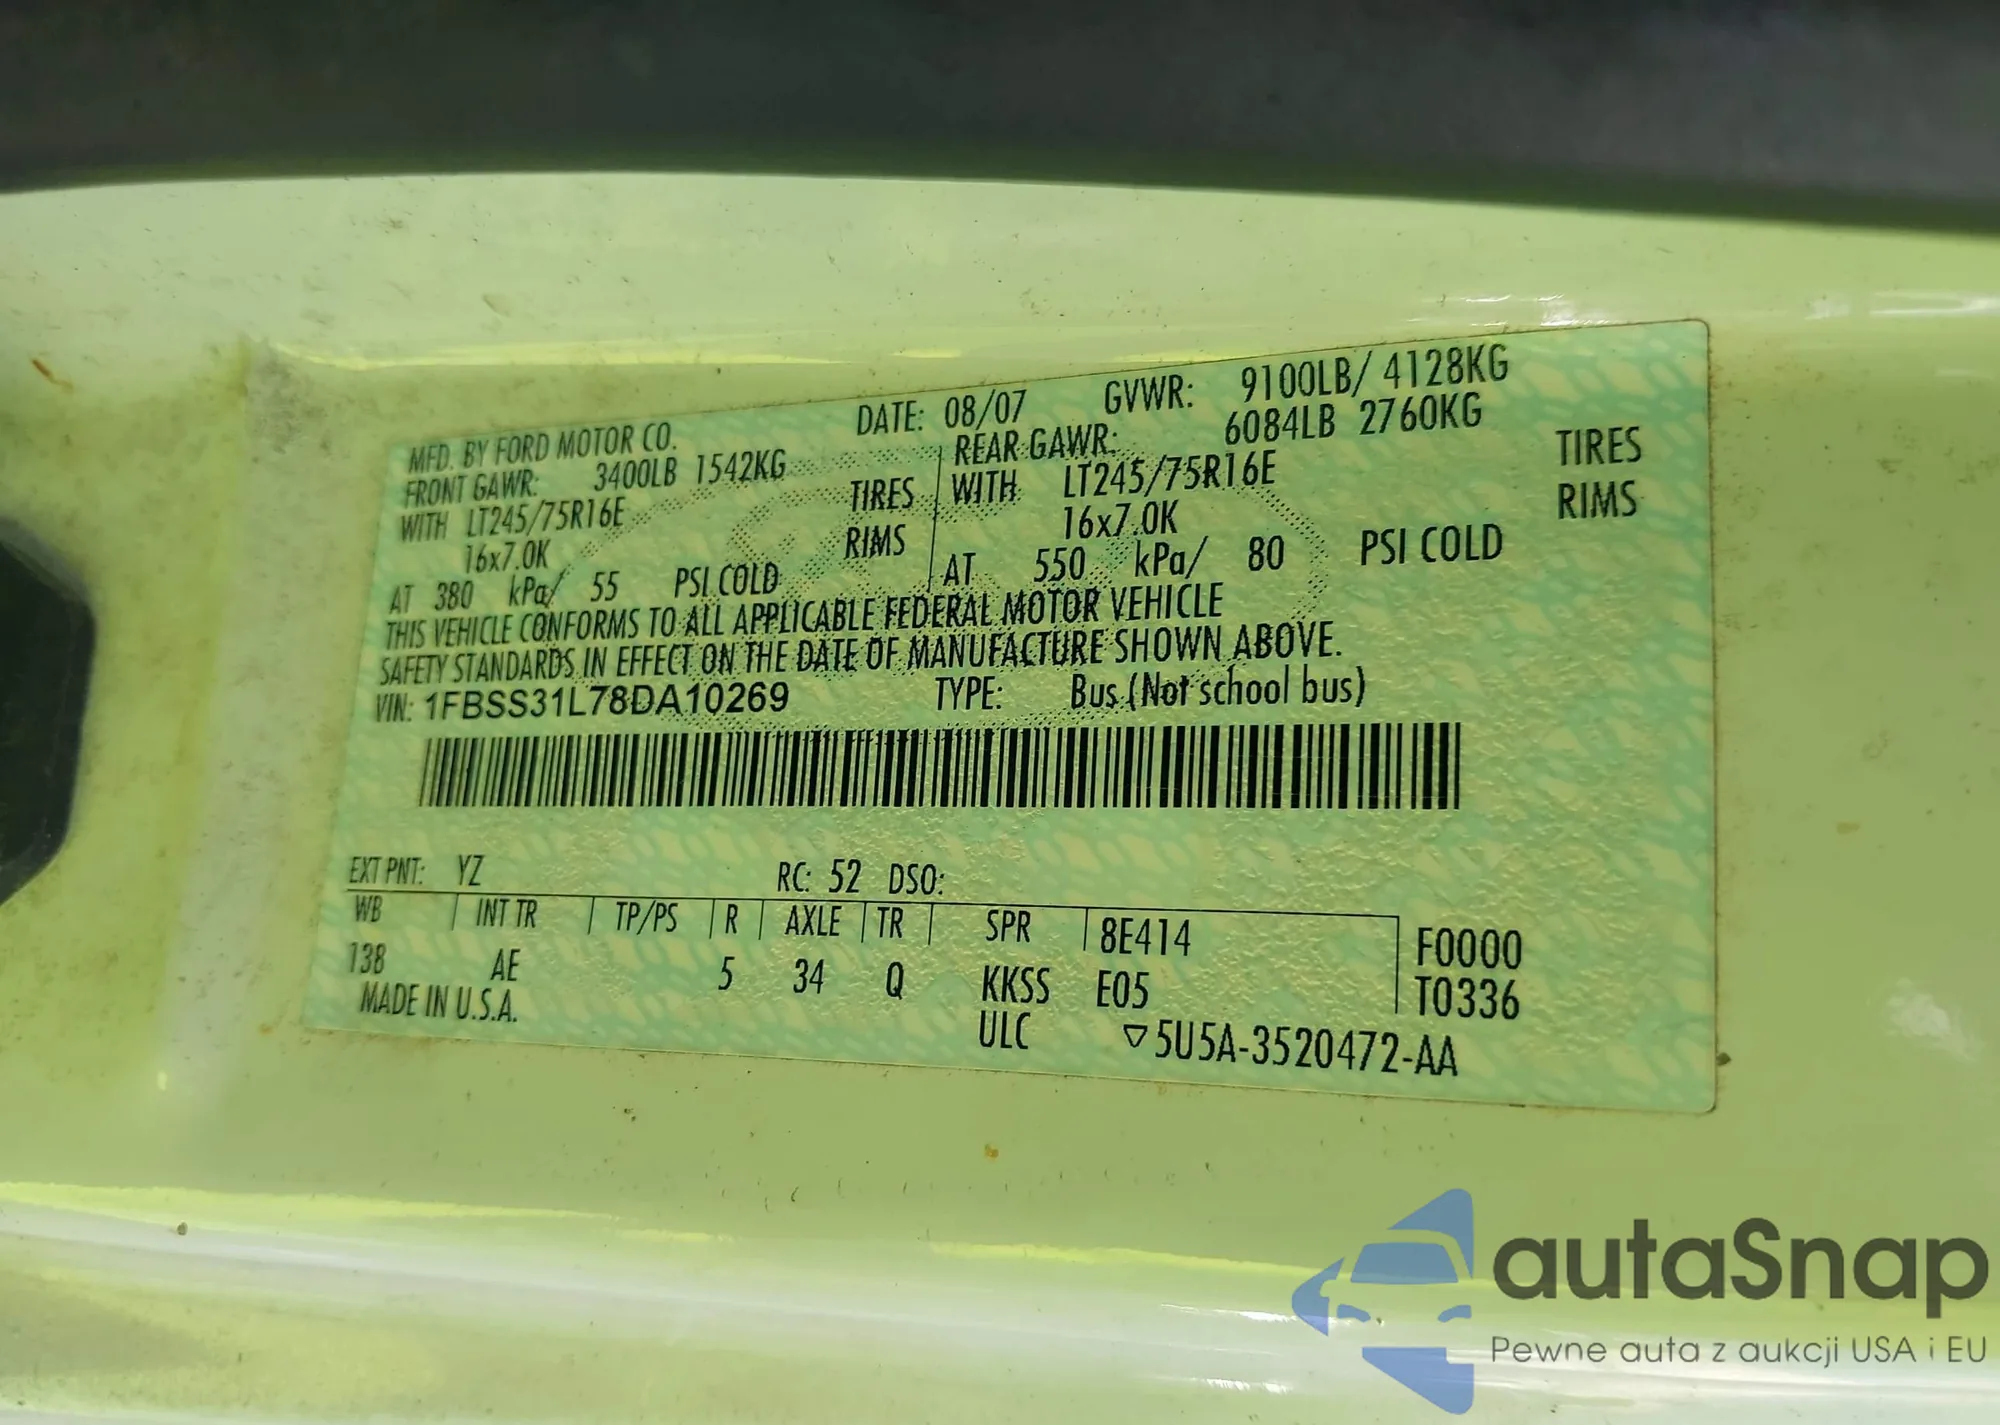 MFD. BY FORD MOTOR CO. DATE: 08/07 GVWR: 9100LB/ 4128KG
FRONT GAWR: 3400LB 1542KG REAR GAWR: 6084LB 2760KG
WITH LT245/75R16E TIRES WITH LT245/75R16E TIRES
16x7.0K RIMS 16x7.0K RIMS
AT 380 kPa/ 55 PSI COLD AT 550 kPa/ 80 PSI COLD
THIS VEHICLE CONFORMS TO ALL APPLICABLE FEDERAL MOTOR VEHICLE
SAFETY STANDARDS IN EFFECT ON THE DATE OF MANUFACTURE SHOWN ABOVE.
VIN: 1FBSS31L78DA10269 TYPE: Bus (Not school bus)
EXT PNT: YZ RC: 52 DSO:
WB INT TR TP/PS R AXLE TR SPR 8E414 F0000
138 AE 5 34 Q KKSS E05 T0336
MADE IN U.S.A. ULC ▽5U5A-3520472-AA
autaSnap
Pewne auta z aukcji USA i EU